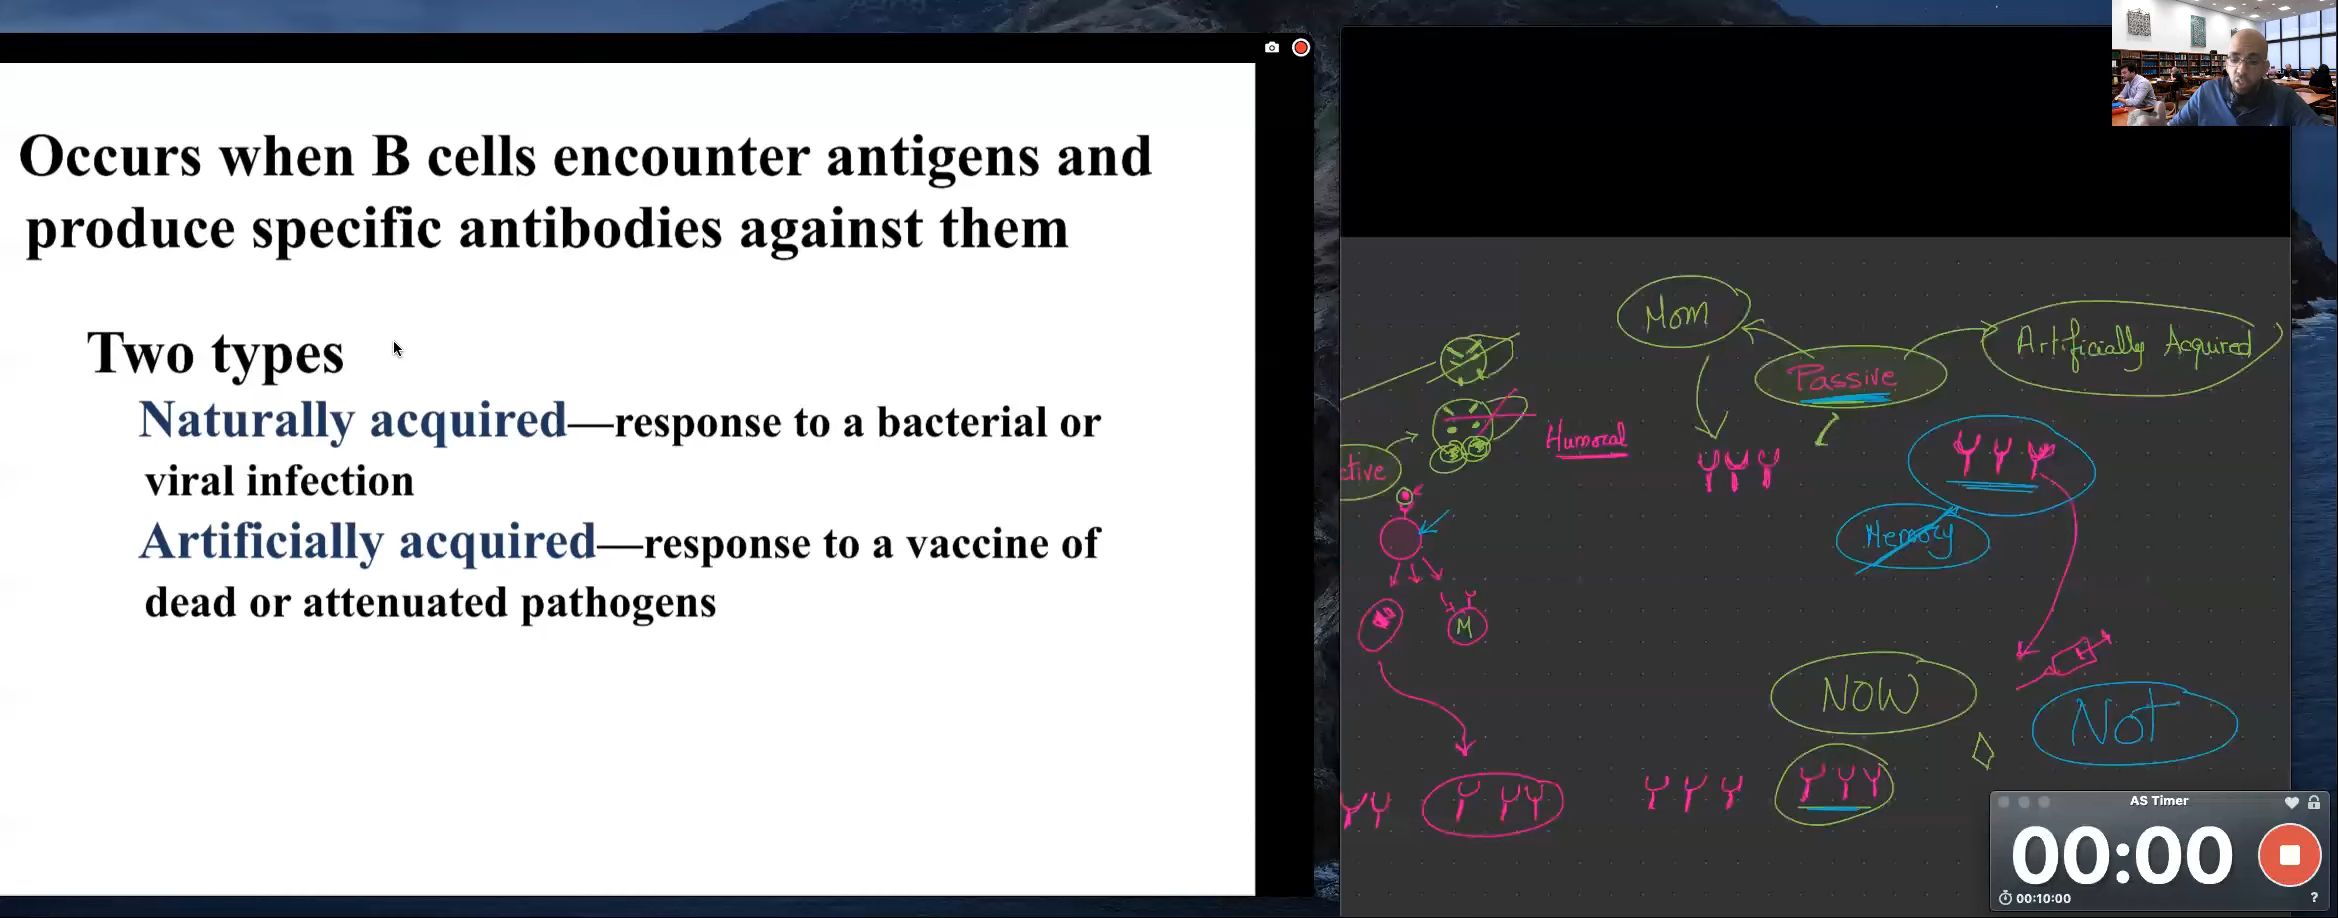 Occurs when B cells encounter antigens and
produce specific antibodies against them
Two types
Naturally acquired—response to a bacterial or
viral infection
Artificially acquired—response to a vaccine of
dead or attenuated pathogens
Mom
Artificially Acquired
Passive
Humoral
ctive
Memory
M
NOW
Not
AS Timer
00:00
00:10:00
?